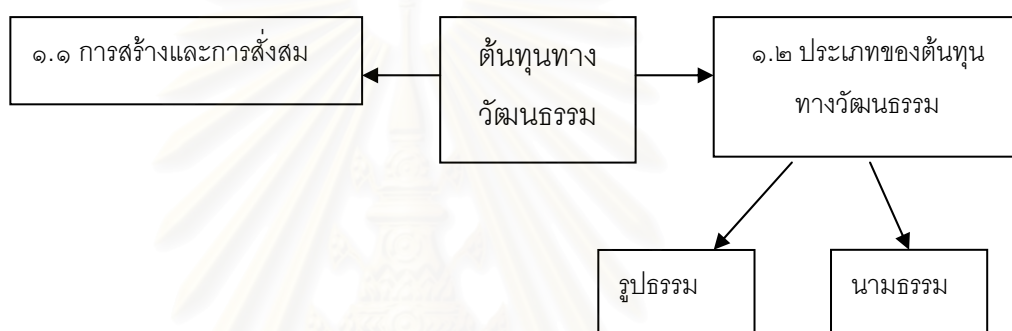 ๑.๑ การสร้างและการสั่งสม
ต้นทุนทาง
วัฒนธรรม
๑.๒ ประเภทของต้นทุน
ทางวัฒนธรรม
รูปธรรม
นามธรรม